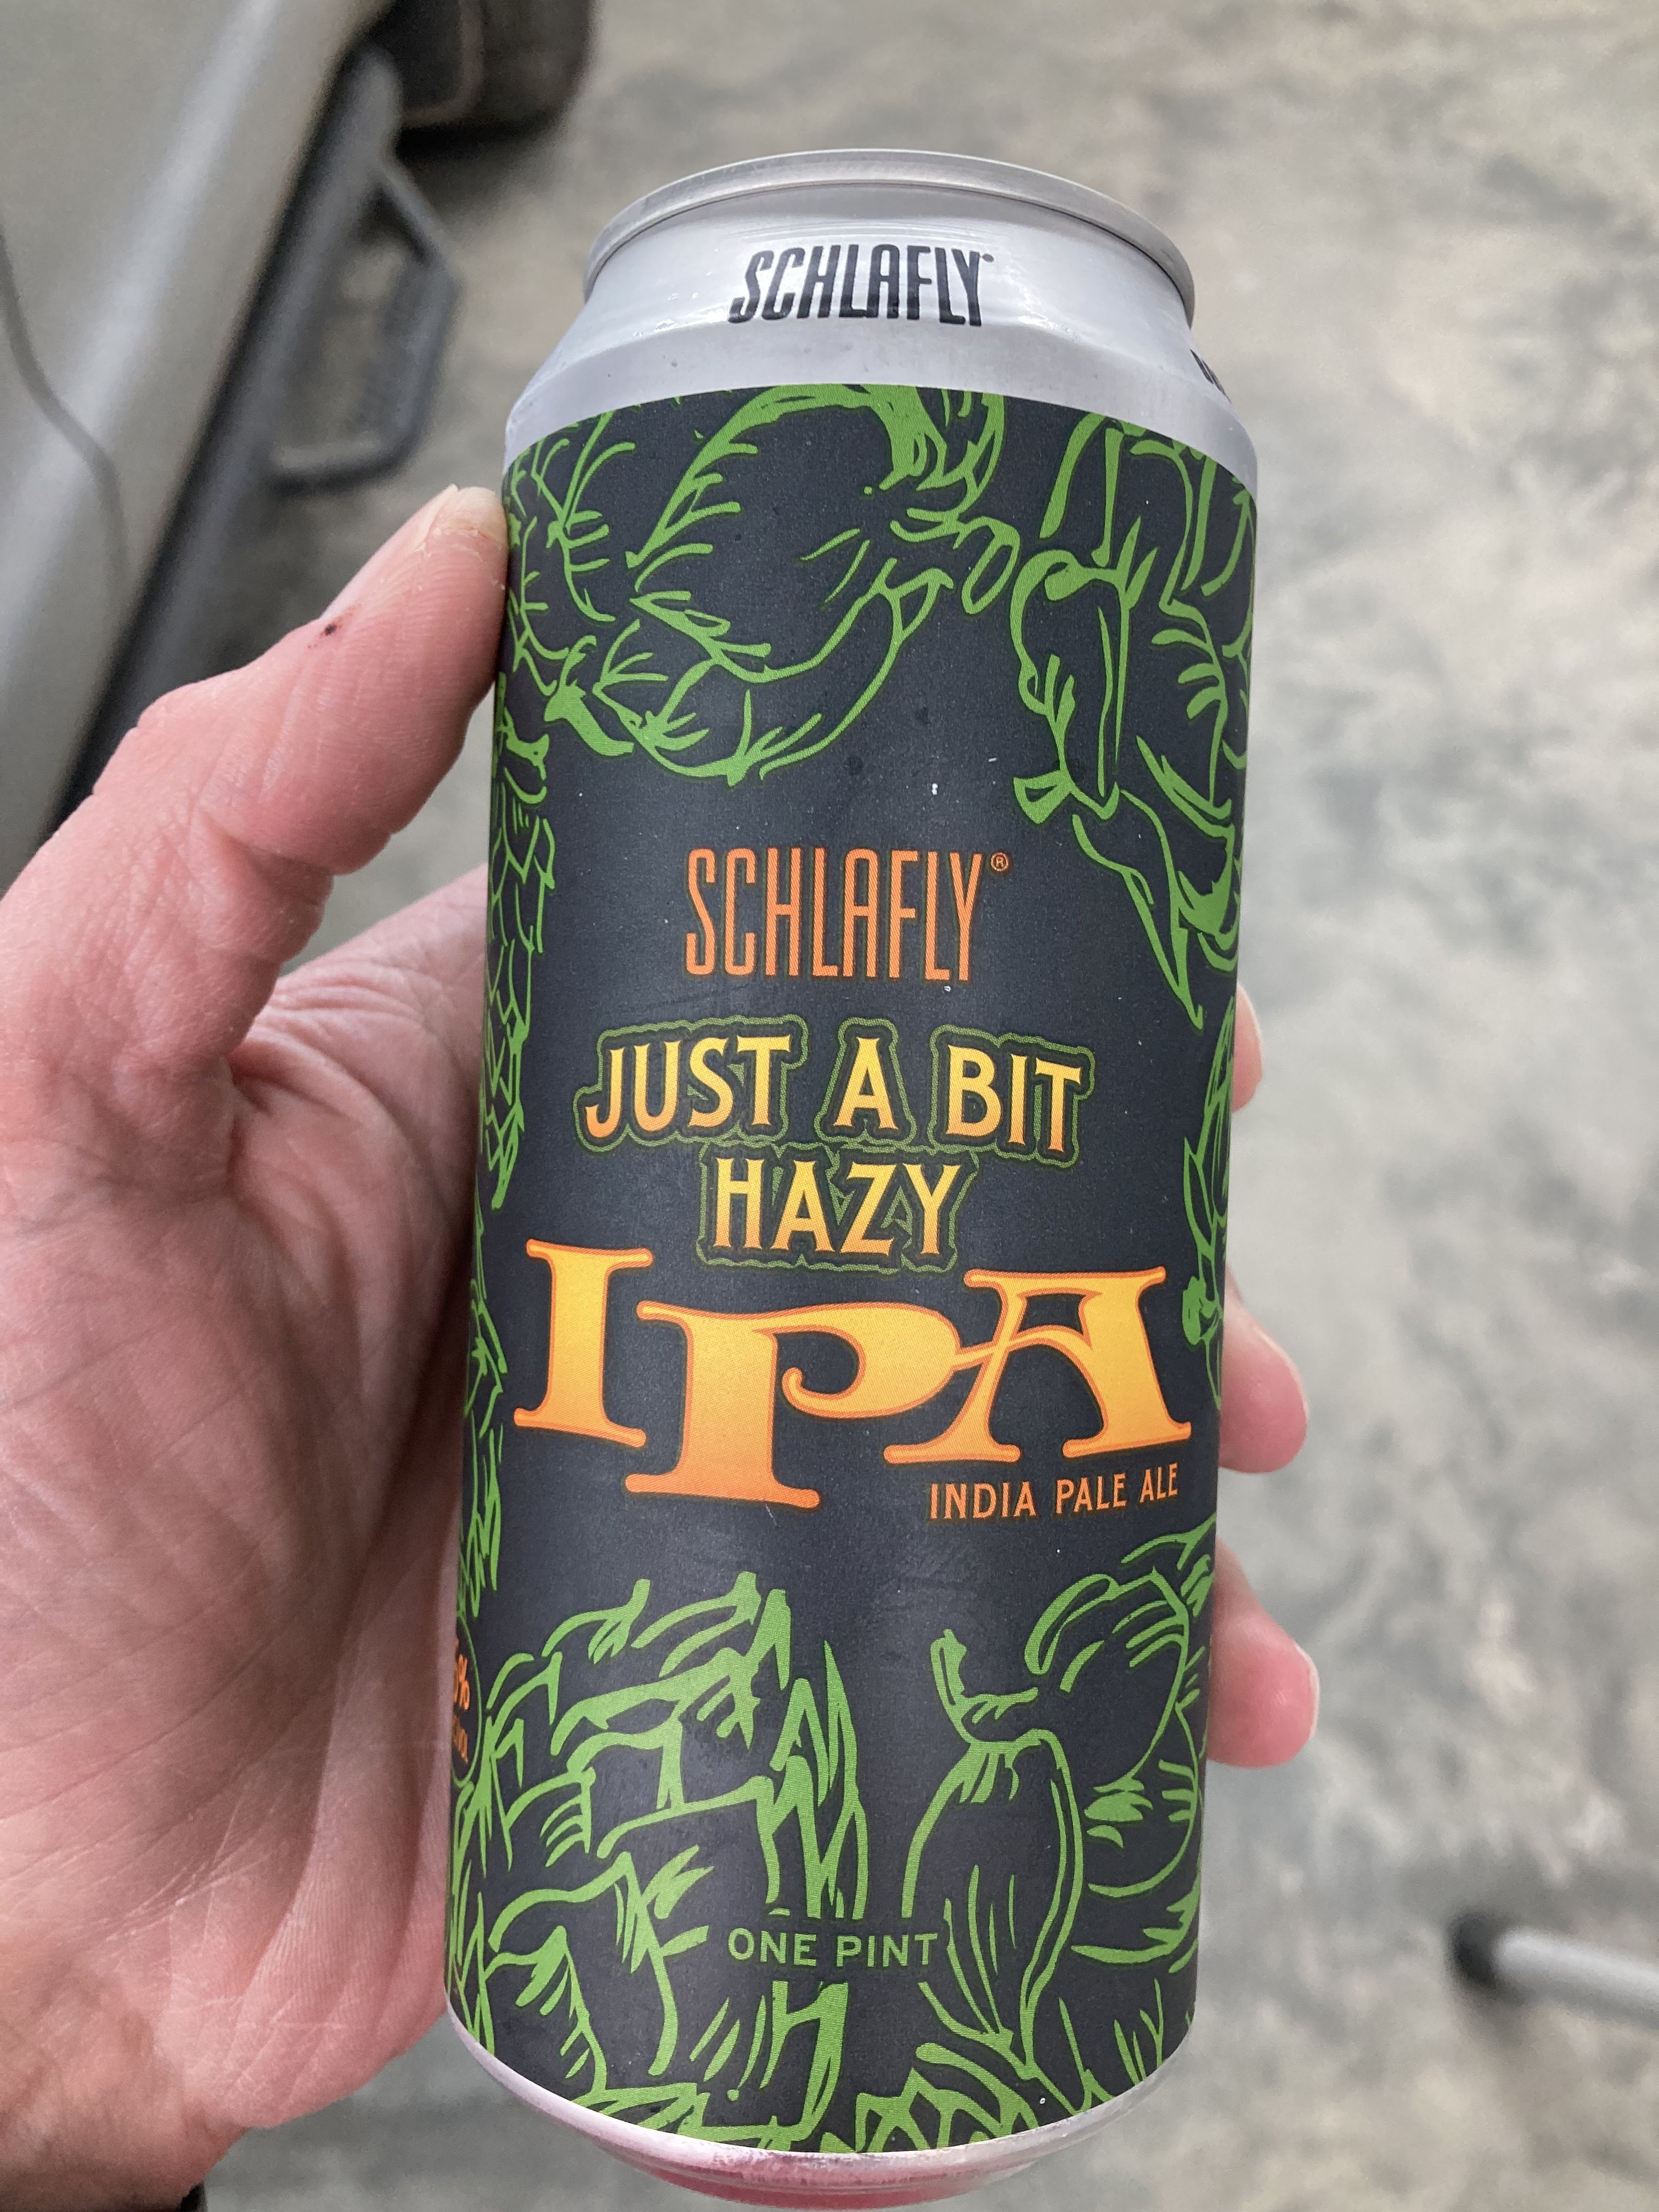 SCHLAFLY
SCHLAFLY®
JUST A BIT
HAZY
IPA
INDIA PALE ALE
ONE PINT